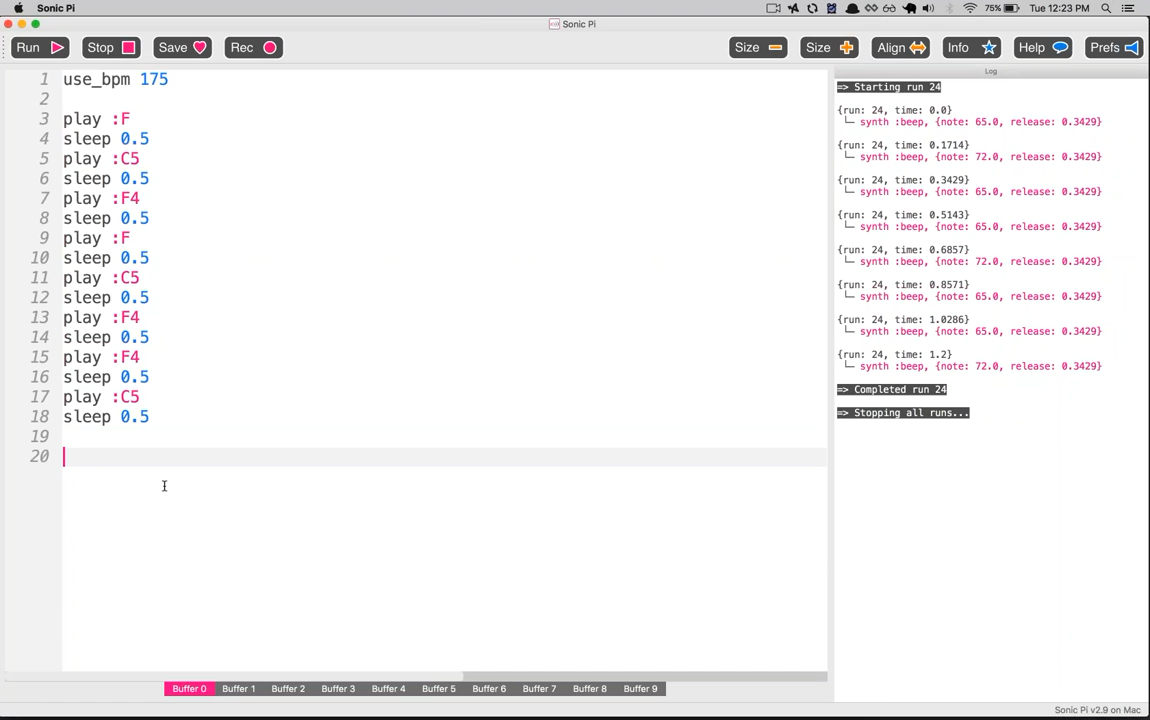 Sonic Pi
75%
Tue 12:23 PM
Sonic Pi
Run
Stop
Save
Rec
Size
Size
Align
Info
Help
Prefs
1 use_bpm 175
2
3 play :F
4 sleep 0.5
5 play :C5
6 sleep 0.5
7 play :F4
8 sleep 0.5
9 play :F
10 sleep 0.5
11 play :C5
12 sleep 0.5
13 play :F4
14 sleep 0.5
15 play :F4
16 sleep 0.5
17 play :C5
18 sleep 0.5
19
20
Log
=> Starting run 24
{run: 24, time: 0.0}
└─ synth :beep, {note: 65.0, release: 0.3429}
{run: 24, time: 0.1714}
└─ synth :beep, {note: 72.0, release: 0.3429}
{run: 24, time: 0.3429}
└─ synth :beep, {note: 65.0, release: 0.3429}
{run: 24, time: 0.5143}
└─ synth :beep, {note: 65.0, release: 0.3429}
{run: 24, time: 0.6857}
└─ synth :beep, {note: 72.0, release: 0.3429}
{run: 24, time: 0.8571}
└─ synth :beep, {note: 65.0, release: 0.3429}
{run: 24, time: 1.0286}
└─ synth :beep, {note: 65.0, release: 0.3429}
{run: 24, time: 1.2}
└─ synth :beep, {note: 72.0, release: 0.3429}
=> Completed run 24
=> Stopping all runs...
Buffer 0
Buffer 1
Buffer 2
Buffer 3
Buffer 4
Buffer 5
Buffer 6
Buffer 7
Buffer 8
Buffer 9
Sonic Pi v2.9 on Mac